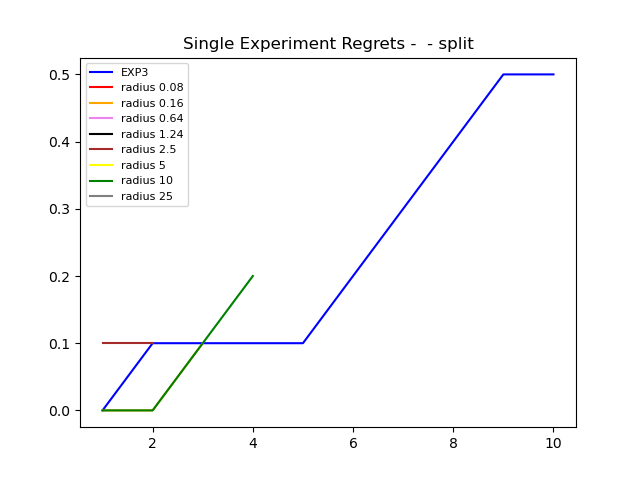 Single Experiment Regrets -  - split
EXP3
radius 0.08
radius 0.16
radius 0.64
radius 1.24
radius 2.5
radius 5
radius 10
radius 25
0.5
0.4
0.3
0.2
0.1
0.0
2 4 6 8 10